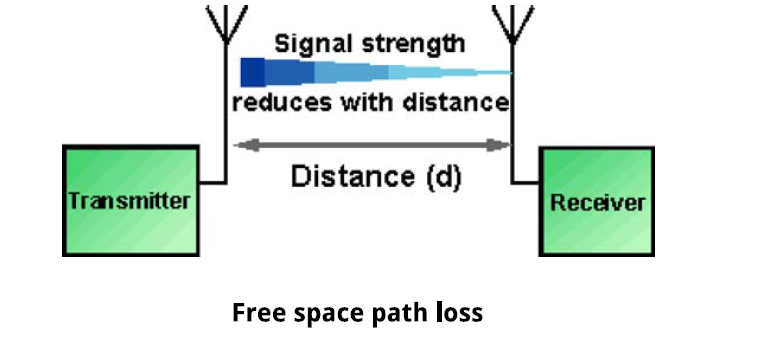 Signal strength
reduces with distance
Distance (d)
Transmitter
Receiver
Free space path loss